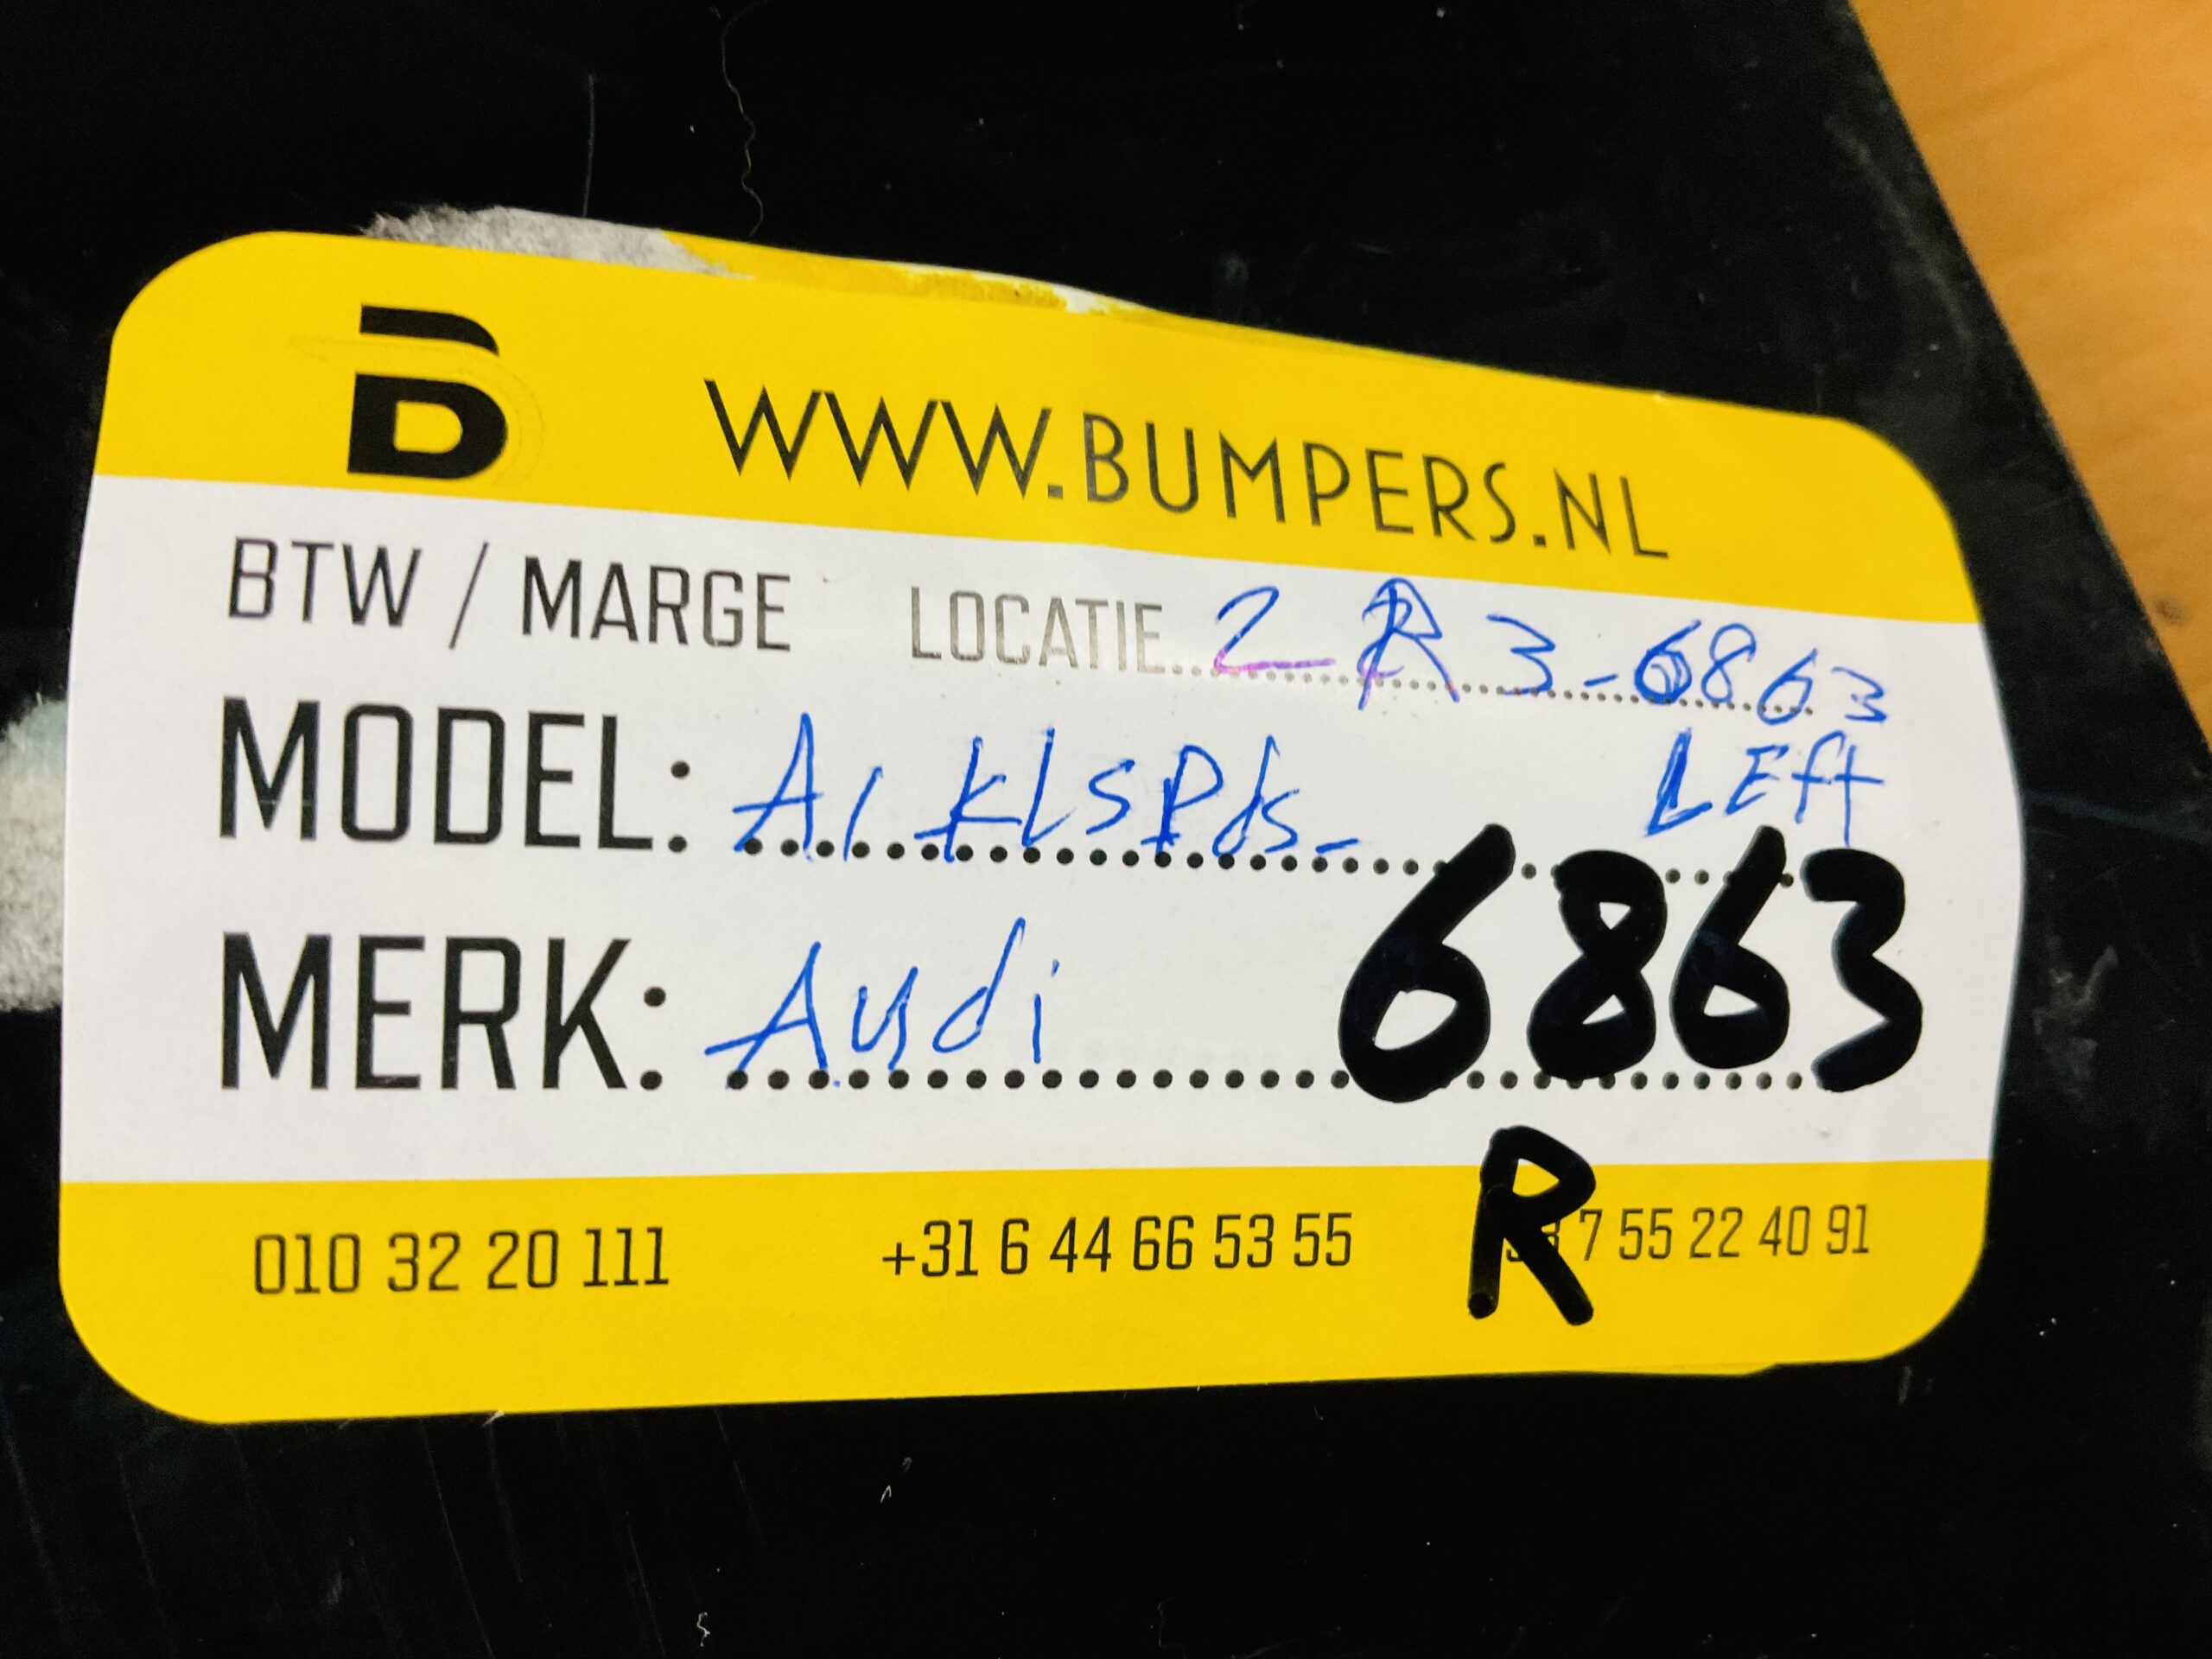 B WWW.BUMPERS.NL
BTW / MARGE LOCATIE 2 R 3-6863
MODEL: A1 klsPds- LEft
MERK: Audi 6863
R
010 32 20 111 +31 6 44 66 53 55 7 55 22 40 91